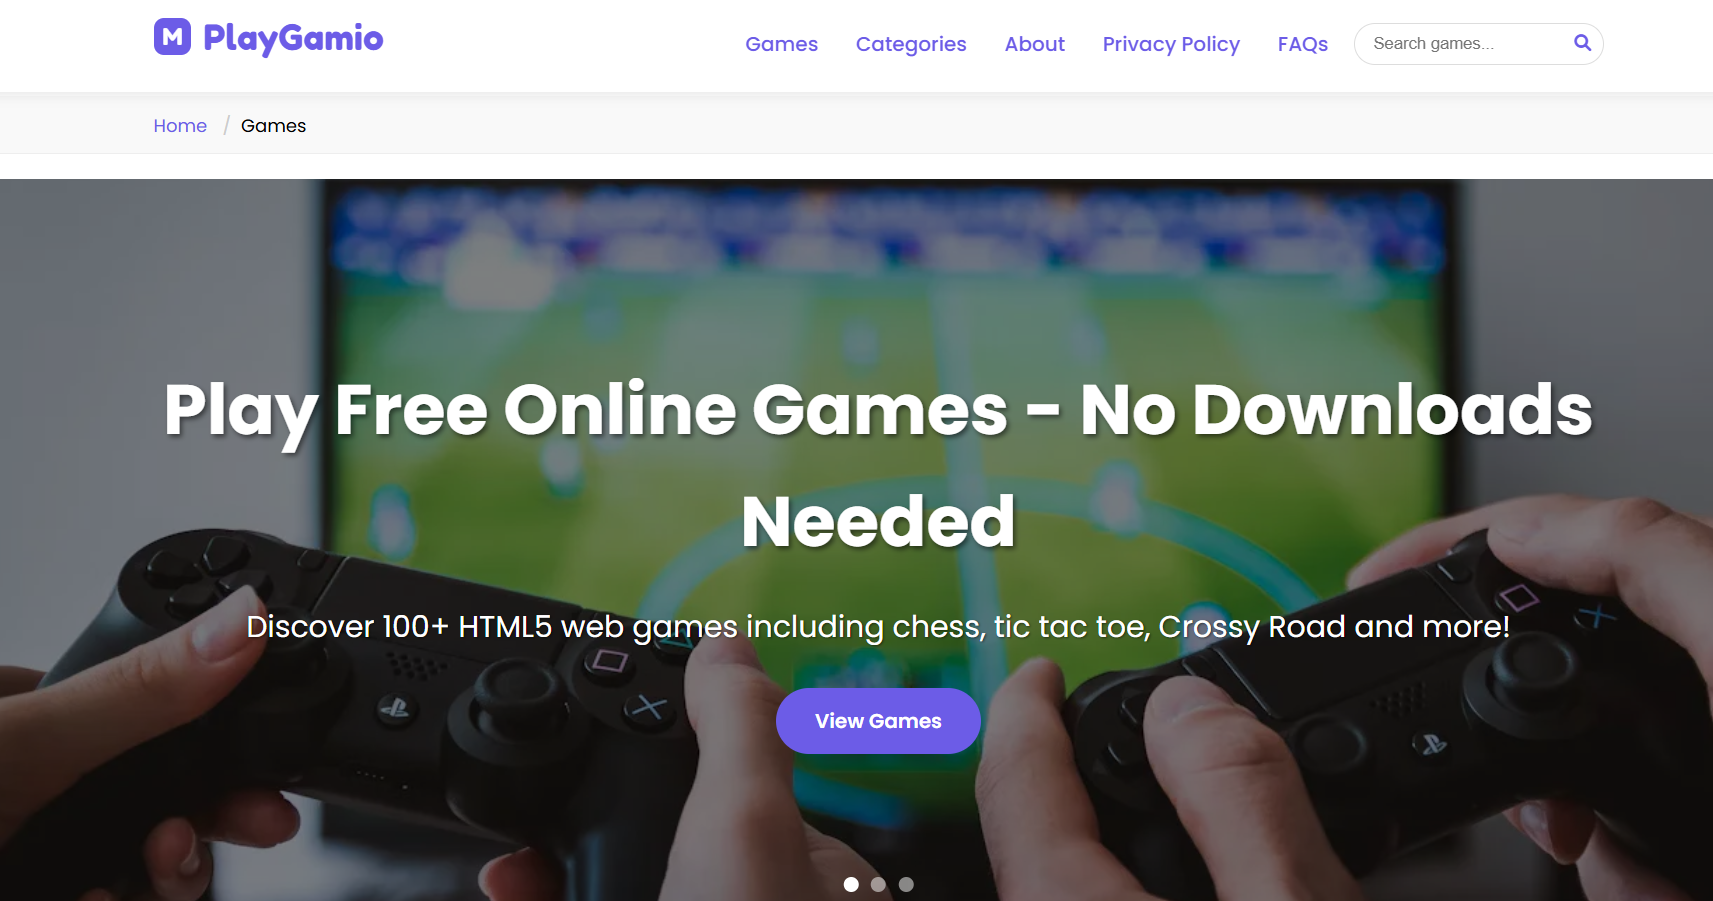 M PlayGamio
Games Categories About Privacy Policy FAQs Search games...
Home / Games
Play Free Online Games - No Downloads
Needed
Discover 100+ HTML5 web games including chess, tic tac toe, Crossy Road and more!
View Games